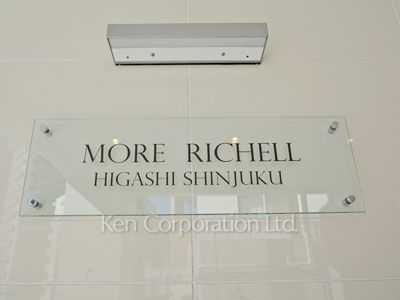 MORE RICHELL
HIGASHI SHINJUKU
Ken Corporation Ltd.